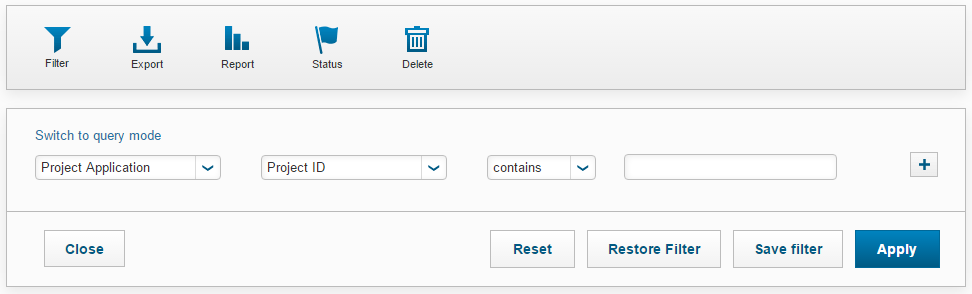 Filter Export Report Status Delete
Switch to query mode
Project Application Project ID contains
Close Reset Restore Filter Save filter Apply